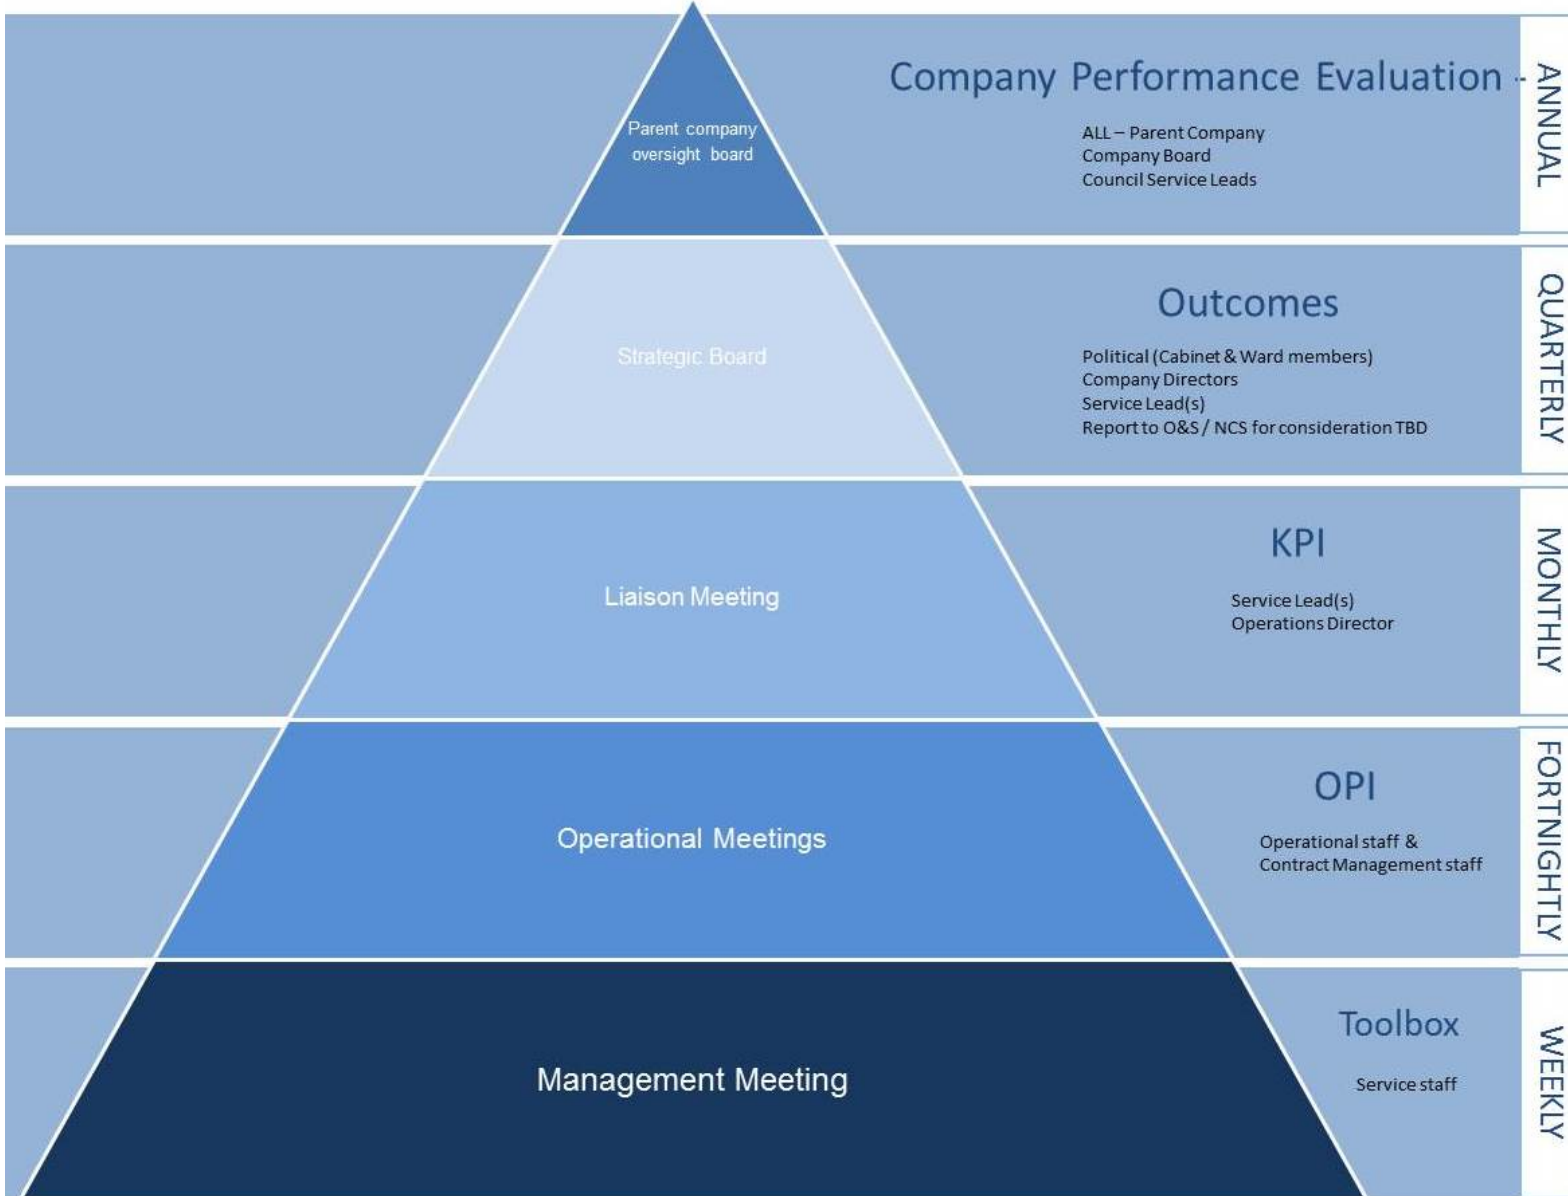 Parent company
oversight board
Company Performance Evaluation -
ALL – Parent Company
Company Board
Council Service Leads
ANNUAL
Strategic Board
Outcomes
Political (Cabinet & Ward members)
Company Directors
Service Lead(s)
Report to O&S / NCS for consideration TBD
QUARTERLY
Liaison Meeting
KPI
Service Lead(s)
Operations Director
MONTHLY
Operational Meetings
OPI
Operational staff &
Contract Management staff
FORTNIGHTLY
Management Meeting
Toolbox
Service staff
WEEKLY